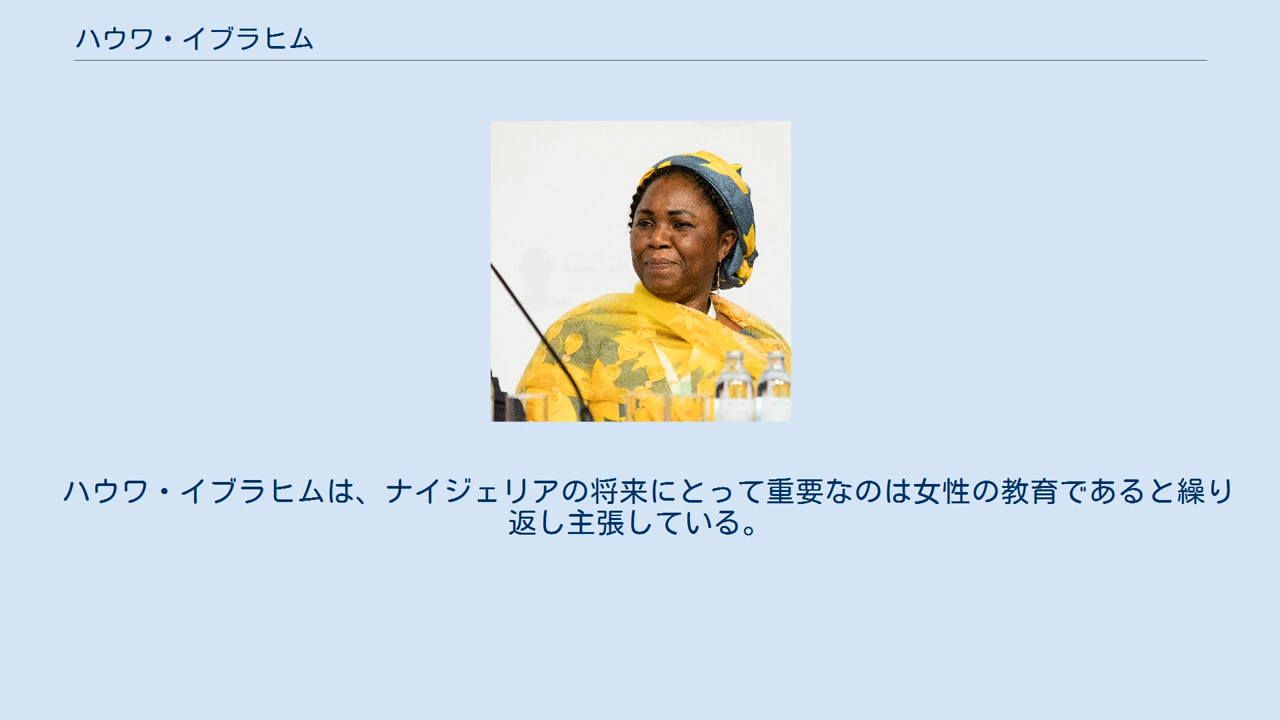 ハウワ・イブラヒム
ハウワ・イブラヒムは、ナイジェリアの将来にとって重要なのは女性の教育であると繰り
返し主張している。